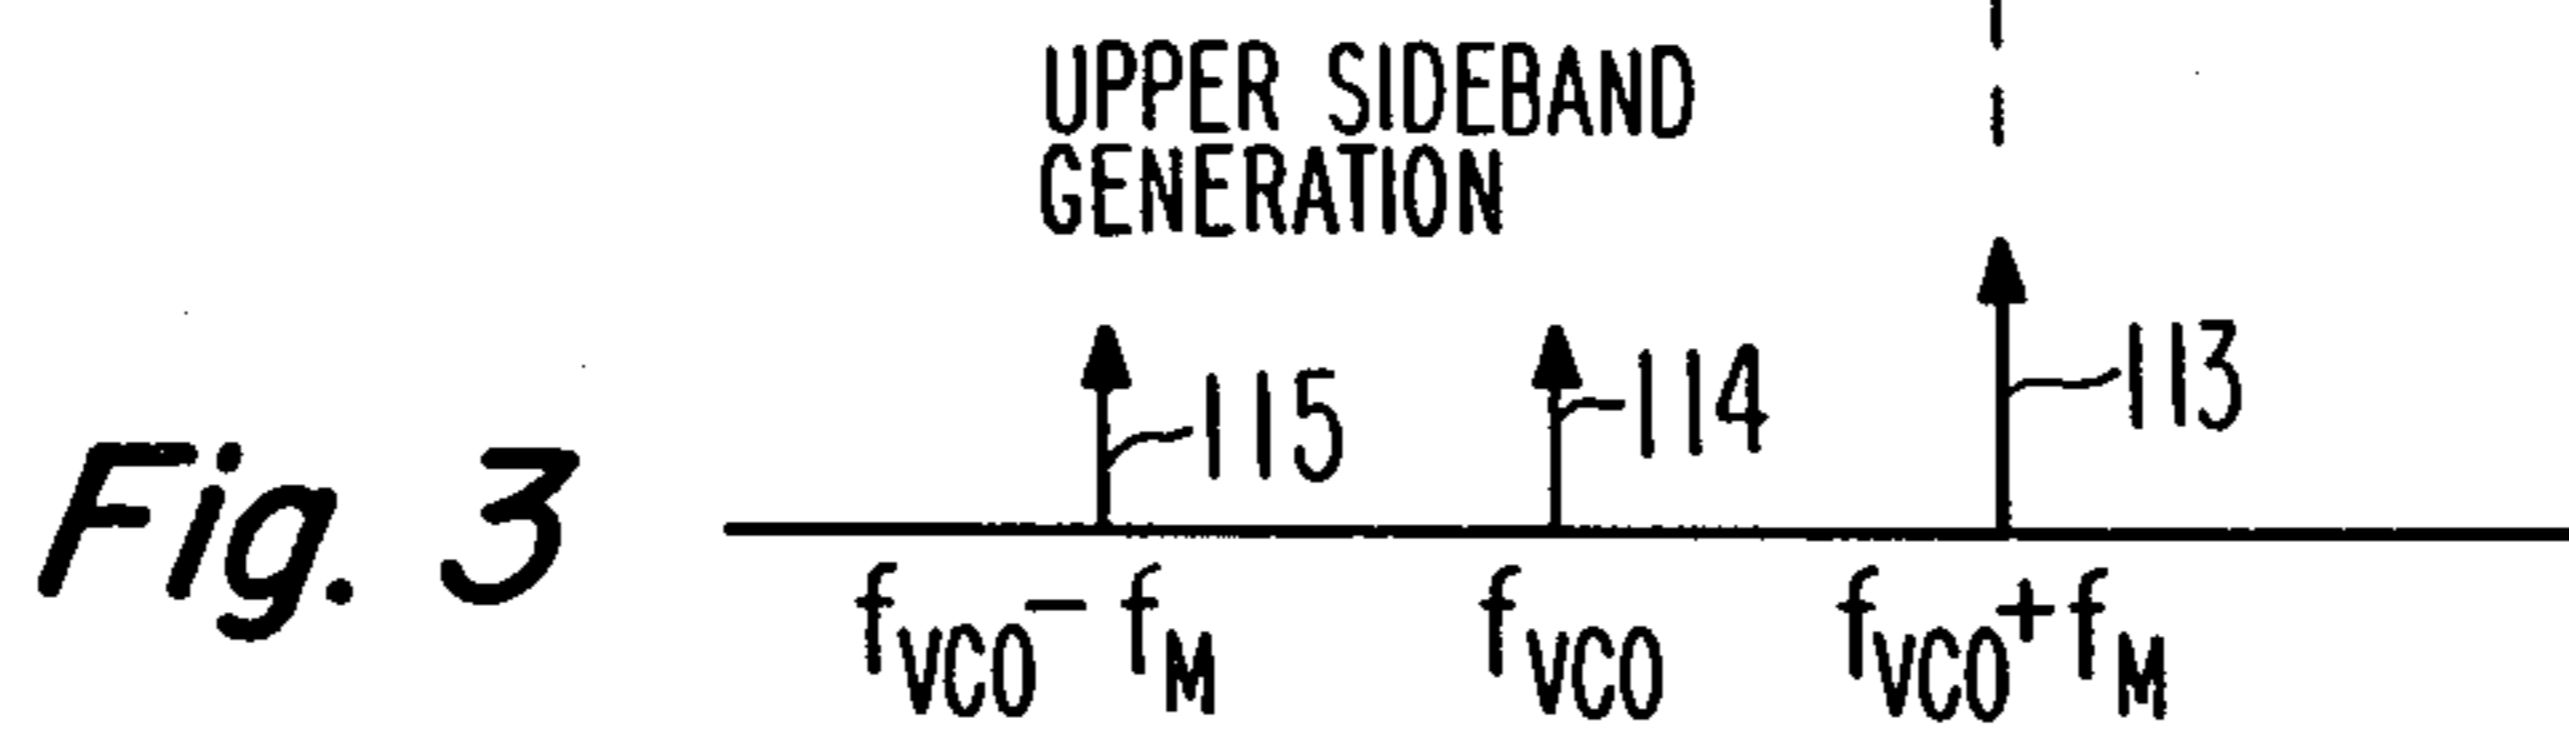 UPPER SIDEBAND
GENERATION
115
114
113
Fig. 3
fVCO - fM
fVCO
fVCO + fM